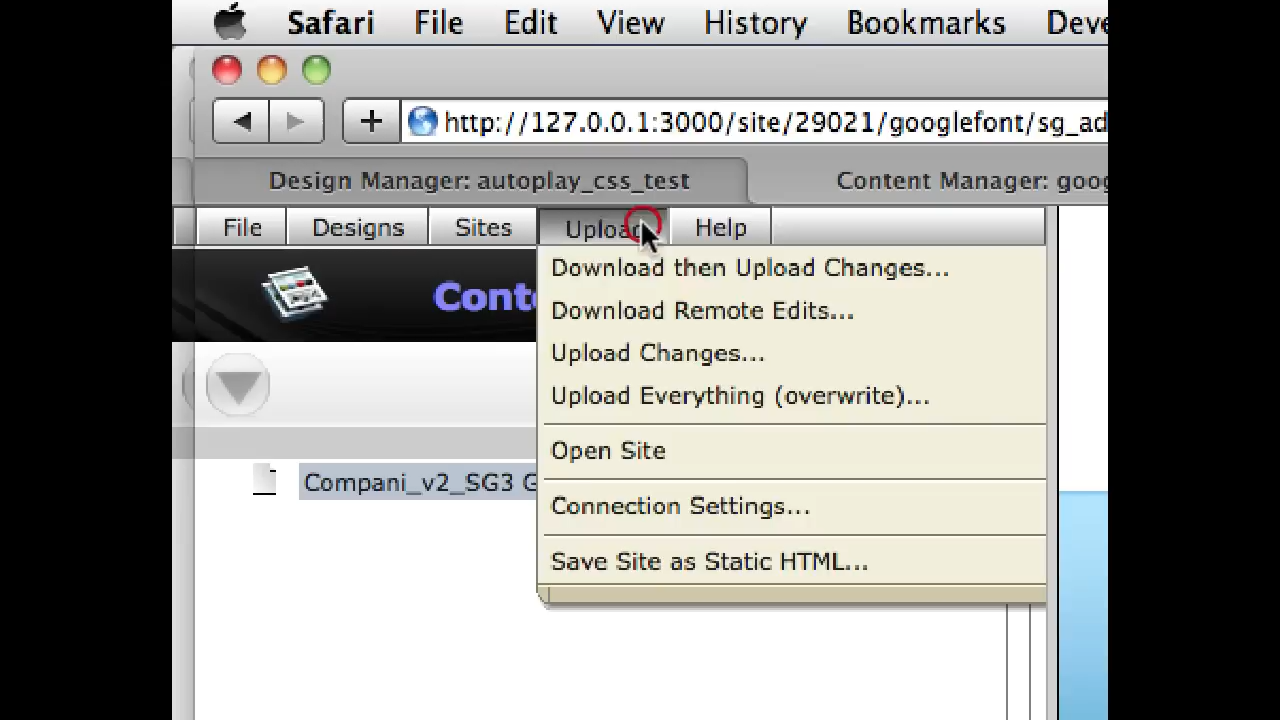 Safari File Edit View History Bookmarks
http://127.0.0.1:3000/site/29021/googlefont/sg_ad
Design Manager: autoplay_css_test Content Manager: goog
File Designs Sites Upload Help
Conte
Download then Upload Changes...
Download Remote Edits...
Upload Changes...
Upload Everything (overwrite)...
Open Site
Compani_v2_SG3 G
Connection Settings...
Save Site as Static HTML...